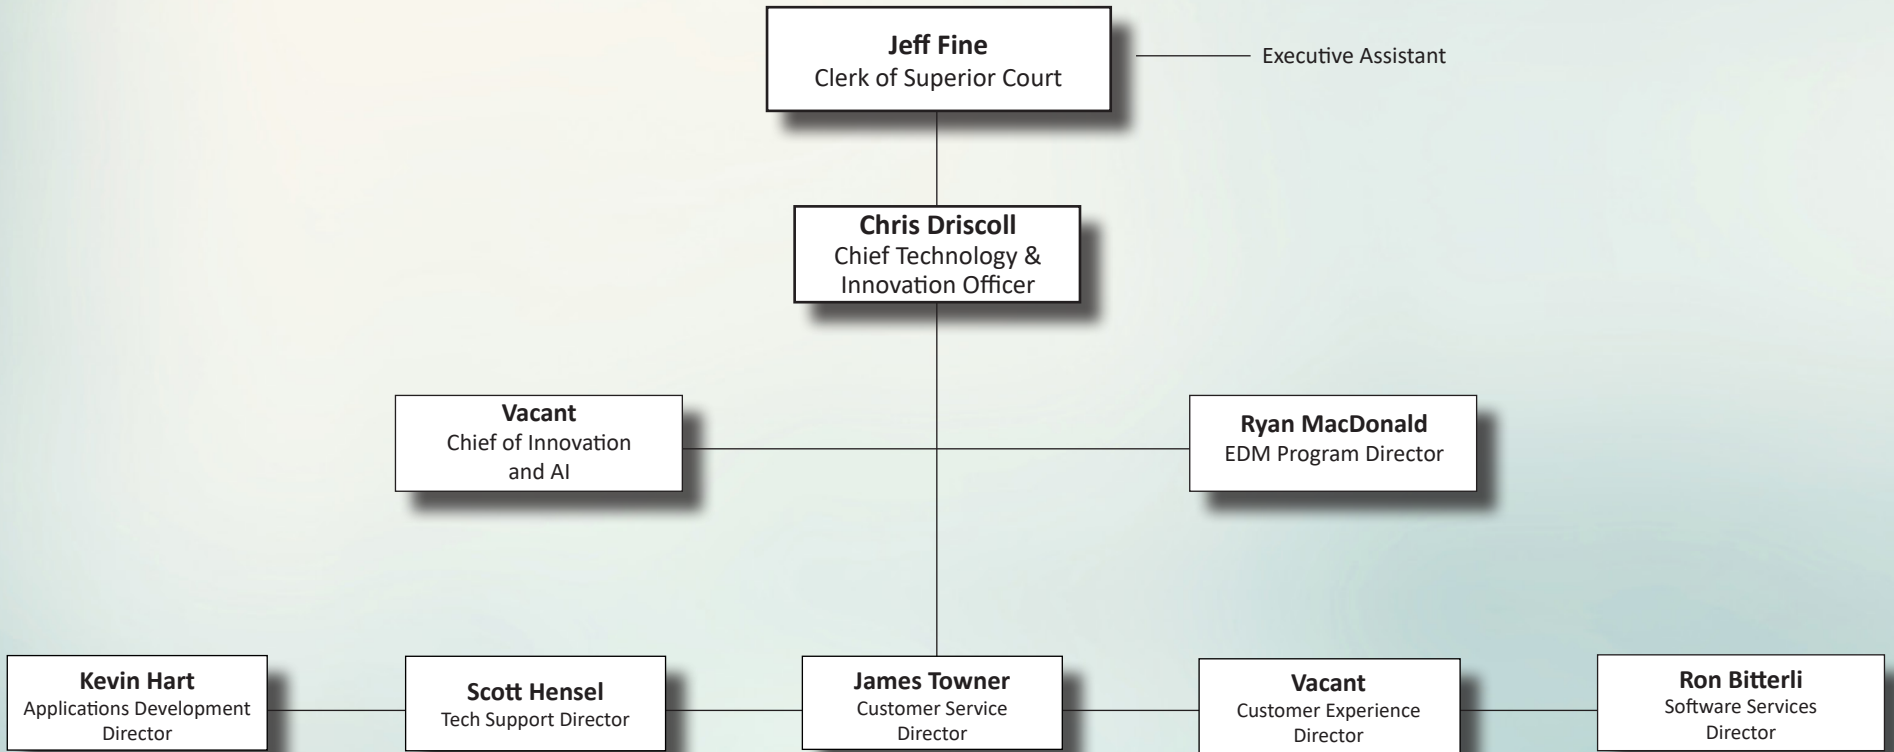 Jeff Fine
Clerk of Superior Court
Executive Assistant
Chris Driscoll
Chief Technology &
Innovation Officer
Vacant
Chief of Innovation
and AI
Ryan MacDonald
EDM Program Director
Kevin Hart
Applications Development
Director
Scott Hensel
Tech Support Director
James Towner
Customer Service
Director
Vacant
Customer Experience
Director
Ron Bitterli
Software Services
Director